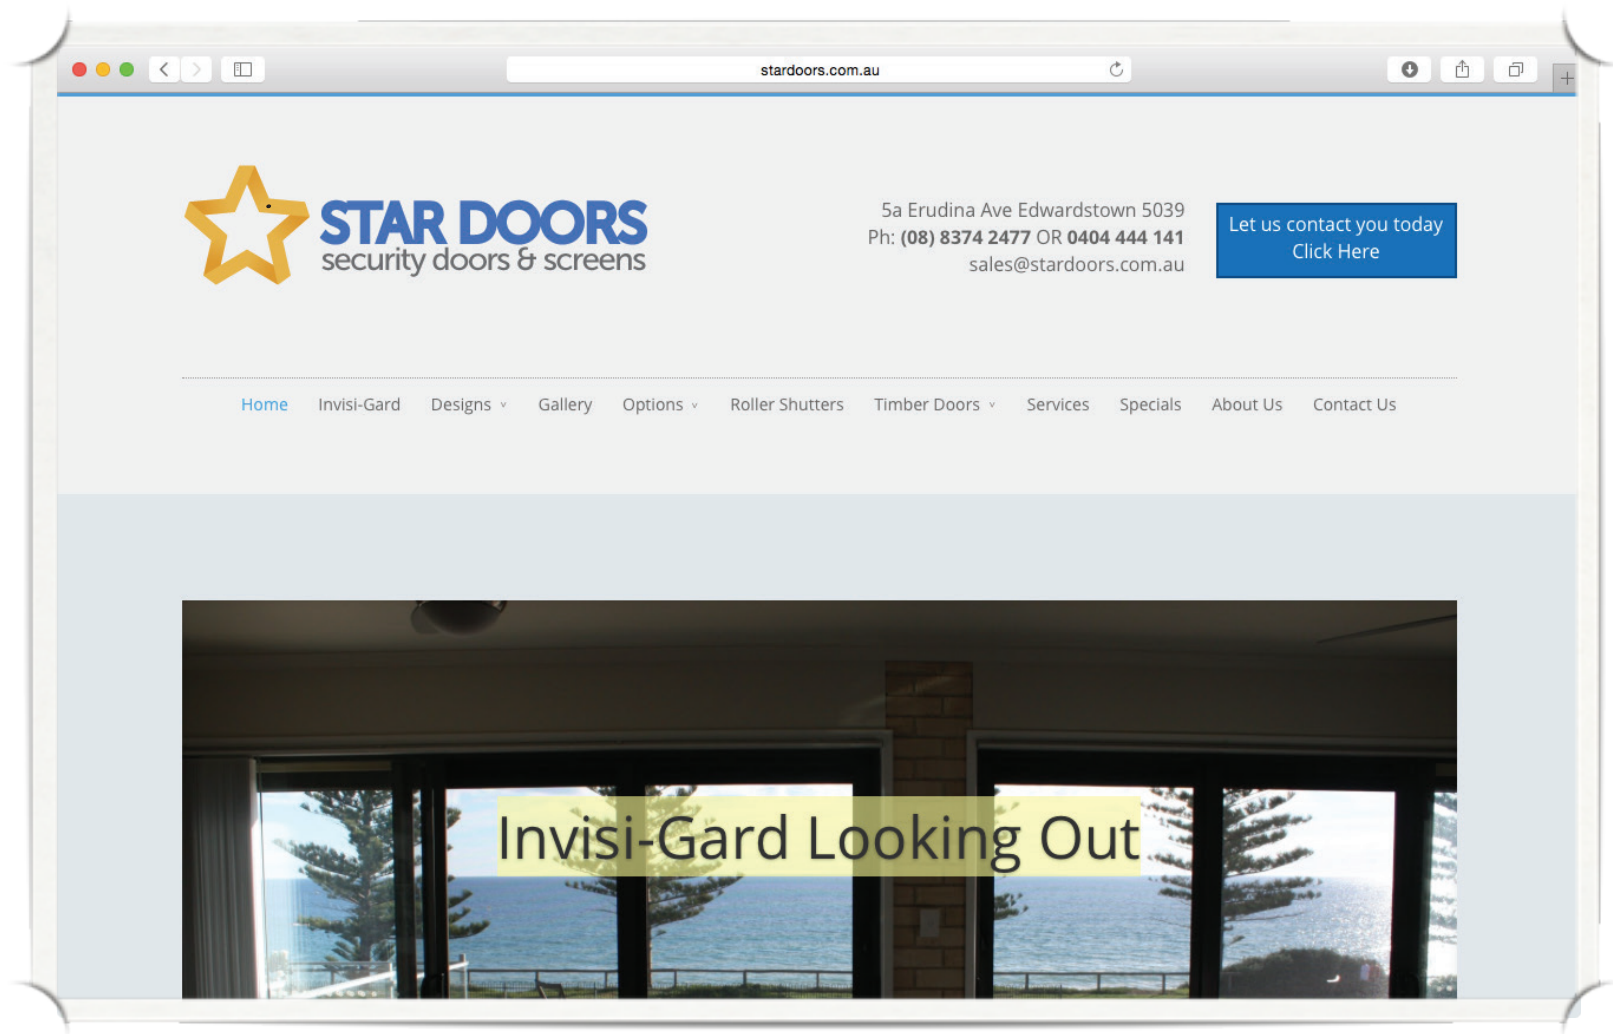 stardoors.com.au
STAR DOORS
security doors & screens
5a Erudina Ave Edwardstown 5039
Ph: (08) 8374 2477 OR 0404 444 141
sales@stardoors.com.au
Let us contact you today
Click Here
Home Invisi-Gard Designs Gallery Options Roller Shutters Timber Doors Services Specials About Us Contact Us
Invisi-Gard Looking Out